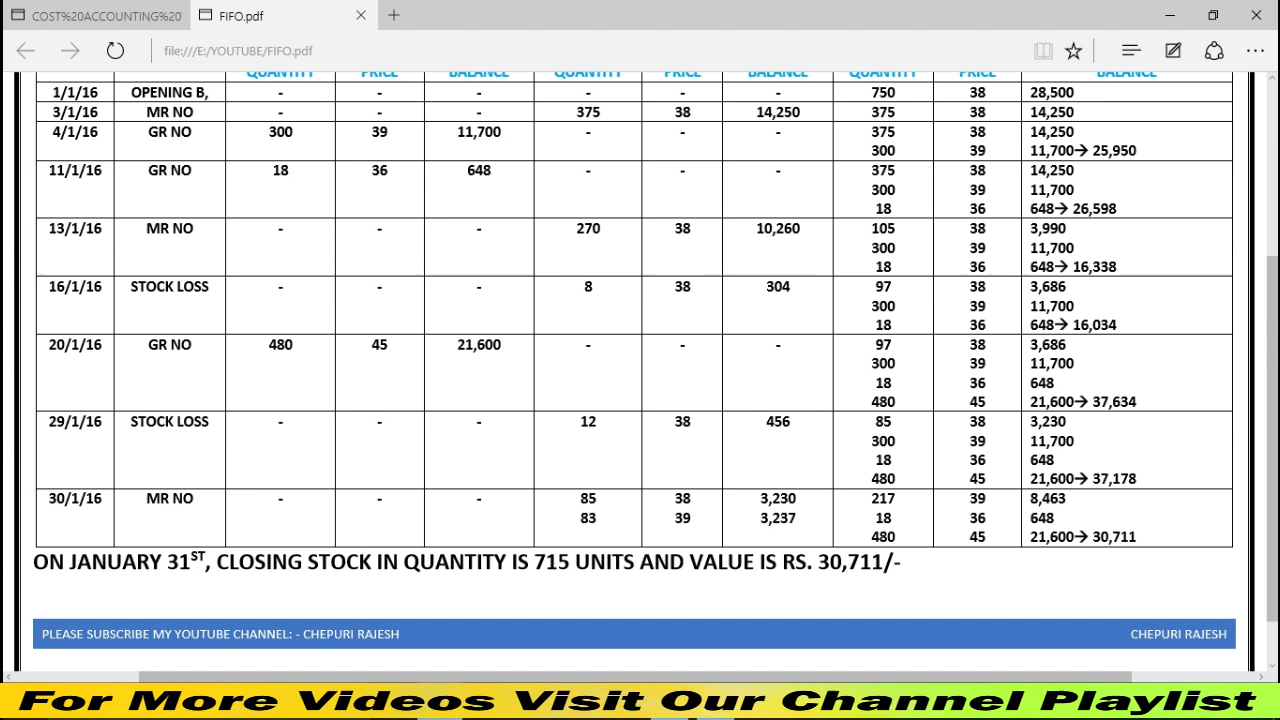 COST%20ACCOUNTING%20
FIFO.pdf
file:///E:/YOUTUBE/FIFO.pdf
QUANTITY PRICE BALANCE QUANTITY PRICE BALANCE QUANTITY PRICE BALANCE
1/1/16 OPENING B, - - - - - - 750 38 28,500
3/1/16 MR NO - - - 375 38 14,250 375 38 14,250
4/1/16 GR NO 300 39 11,700 - - - 375 38 14,250
300 39 11,700→ 25,950
11/1/16 GR NO 18 36 648 - - - 375 38 14,250
300 39 11,700
18 36 648→ 26,598
13/1/16 MR NO - - - 270 38 10,260 105 38 3,990
300 39 11,700
18 36 648→ 16,338
16/1/16 STOCK LOSS - - - 8 38 304 97 38 3,686
300 39 11,700
18 36 648→ 16,034
20/1/16 GR NO 480 45 21,600 - - - 97 38 3,686
300 39 11,700
18 36 648
480 45 21,600→ 37,634
29/1/16 STOCK LOSS - - - 12 38 456 85 38 3,230
300 39 11,700
18 36 648
480 45 21,600→ 37,178
30/1/16 MR NO - - - 85 38 3,230 217 39 8,463
83 39 3,237 18 36 648
480 45 21,600→ 30,711
ON JANUARY 31ST, CLOSING STOCK IN QUANTITY IS 715 UNITS AND VALUE IS RS. 30,711/-
PLEASE SUBSCRIBE MY YOUTUBE CHANNEL: - CHEPURI RAJESH CHEPURI RAJESH
For More Videos Visit Our Channel Playlist